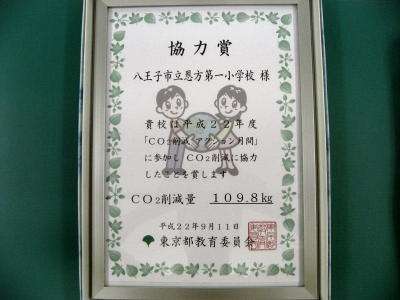 協力賞
八王子市立恩方第一小学校 様
貴校は平成22年度
「CO2削減 アクション月間」
に参加し CO2削減に協力
したことを賞します
CO2削減量 109.8kg
平成22年9月11日
東京都教育委員会